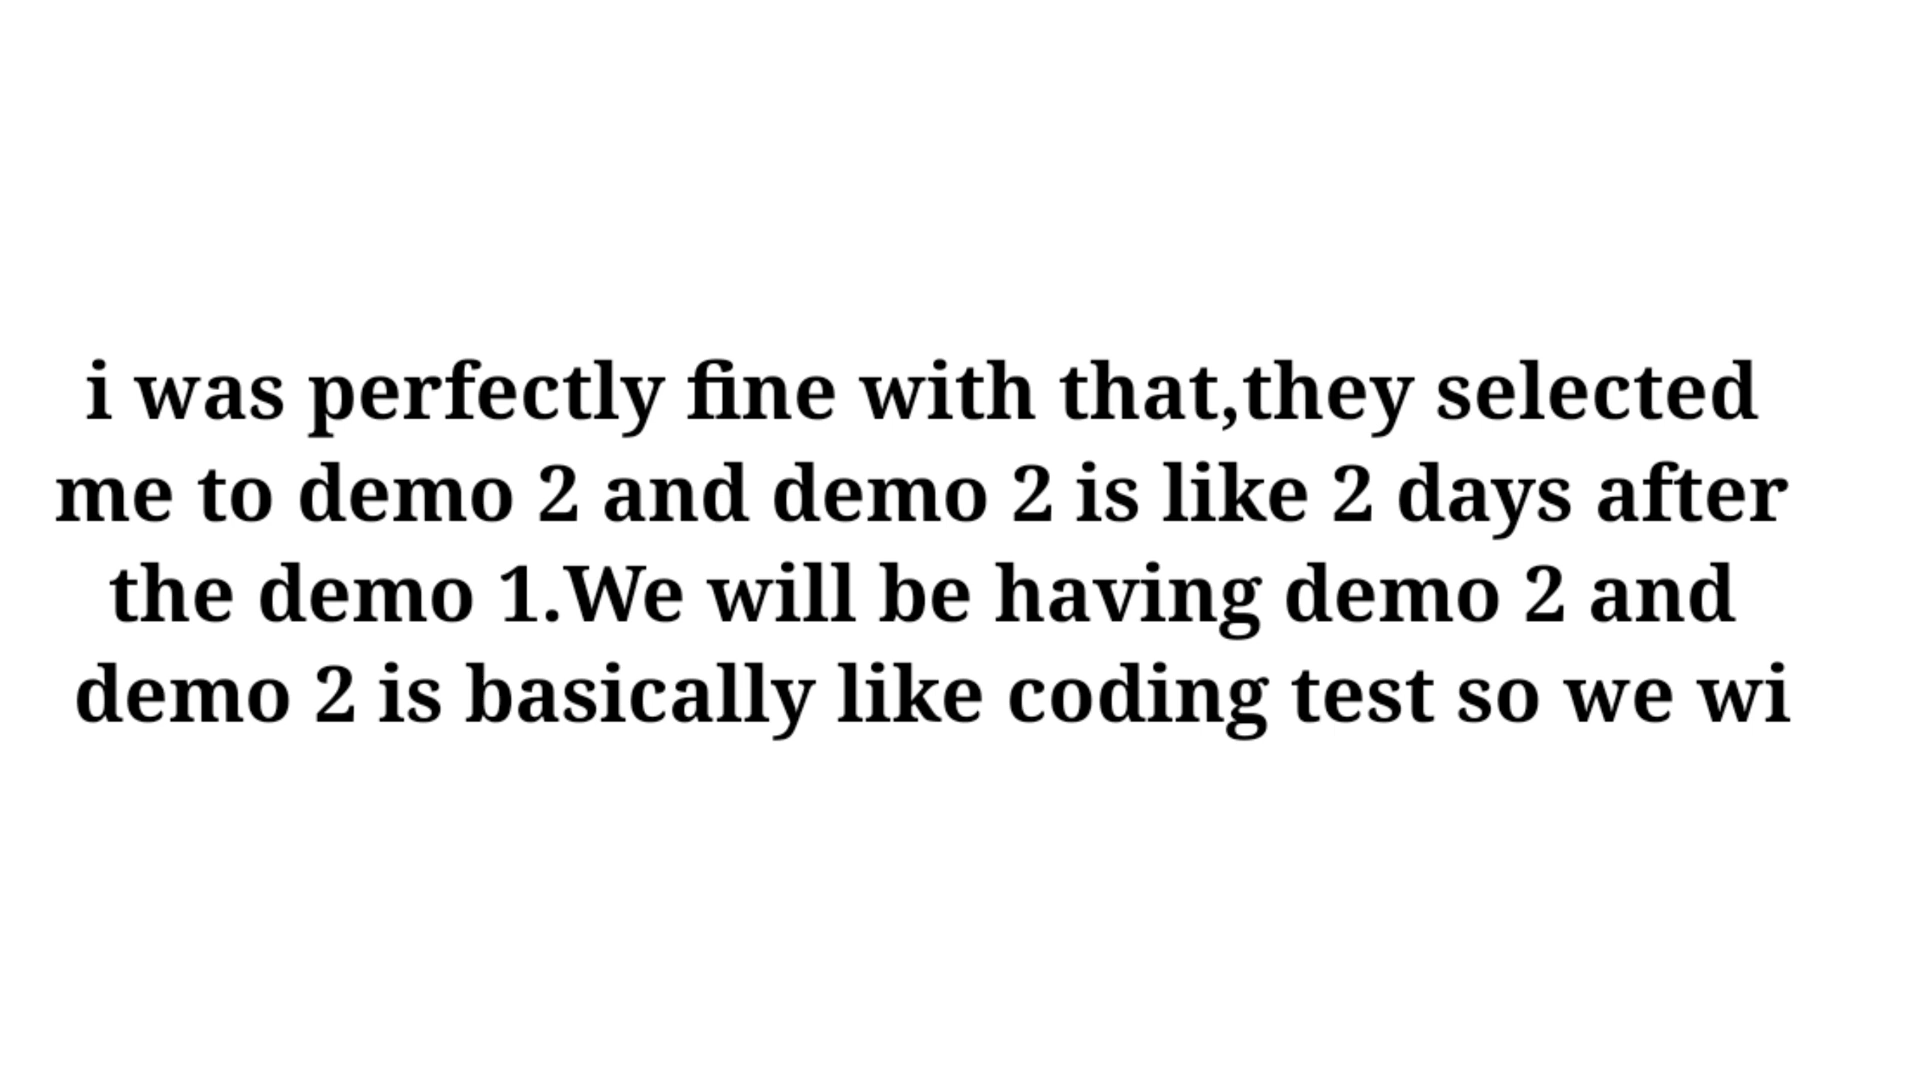 i was perfectly fine with that,they selected
me to demo 2 and demo 2 is like 2 days after
the demo 1.We will be having demo 2 and
demo 2 is basically like coding test so we wi